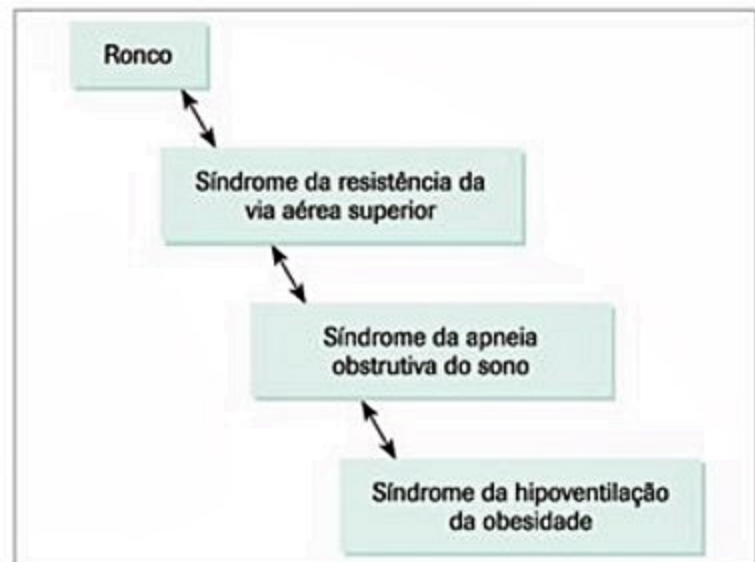 Ronco
Síndrome da resistência da
via aérea superior
Síndrome da apneia
obstrutiva do sono
Síndrome da hipoventilação
da obesidade